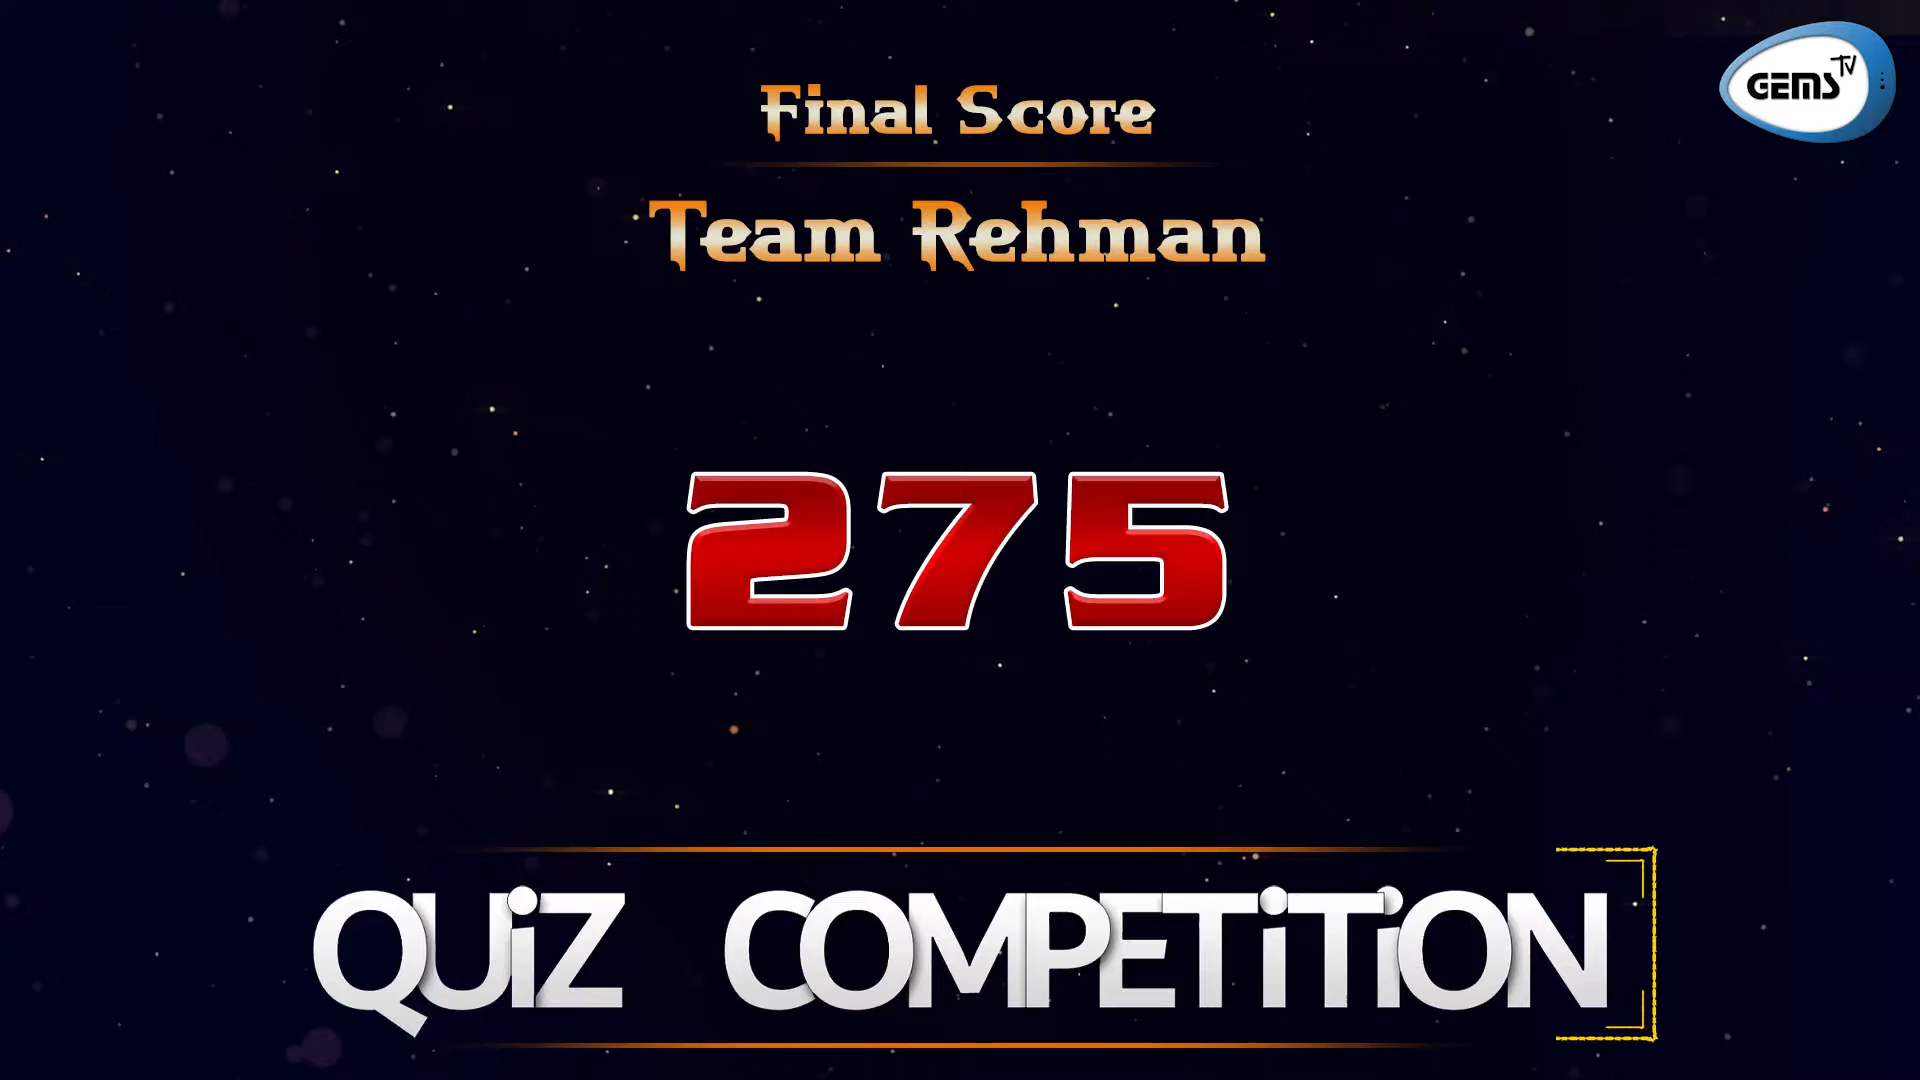 GEMS TV
Final Score
Team Rehman
275
QUiZ COMPETiTiON